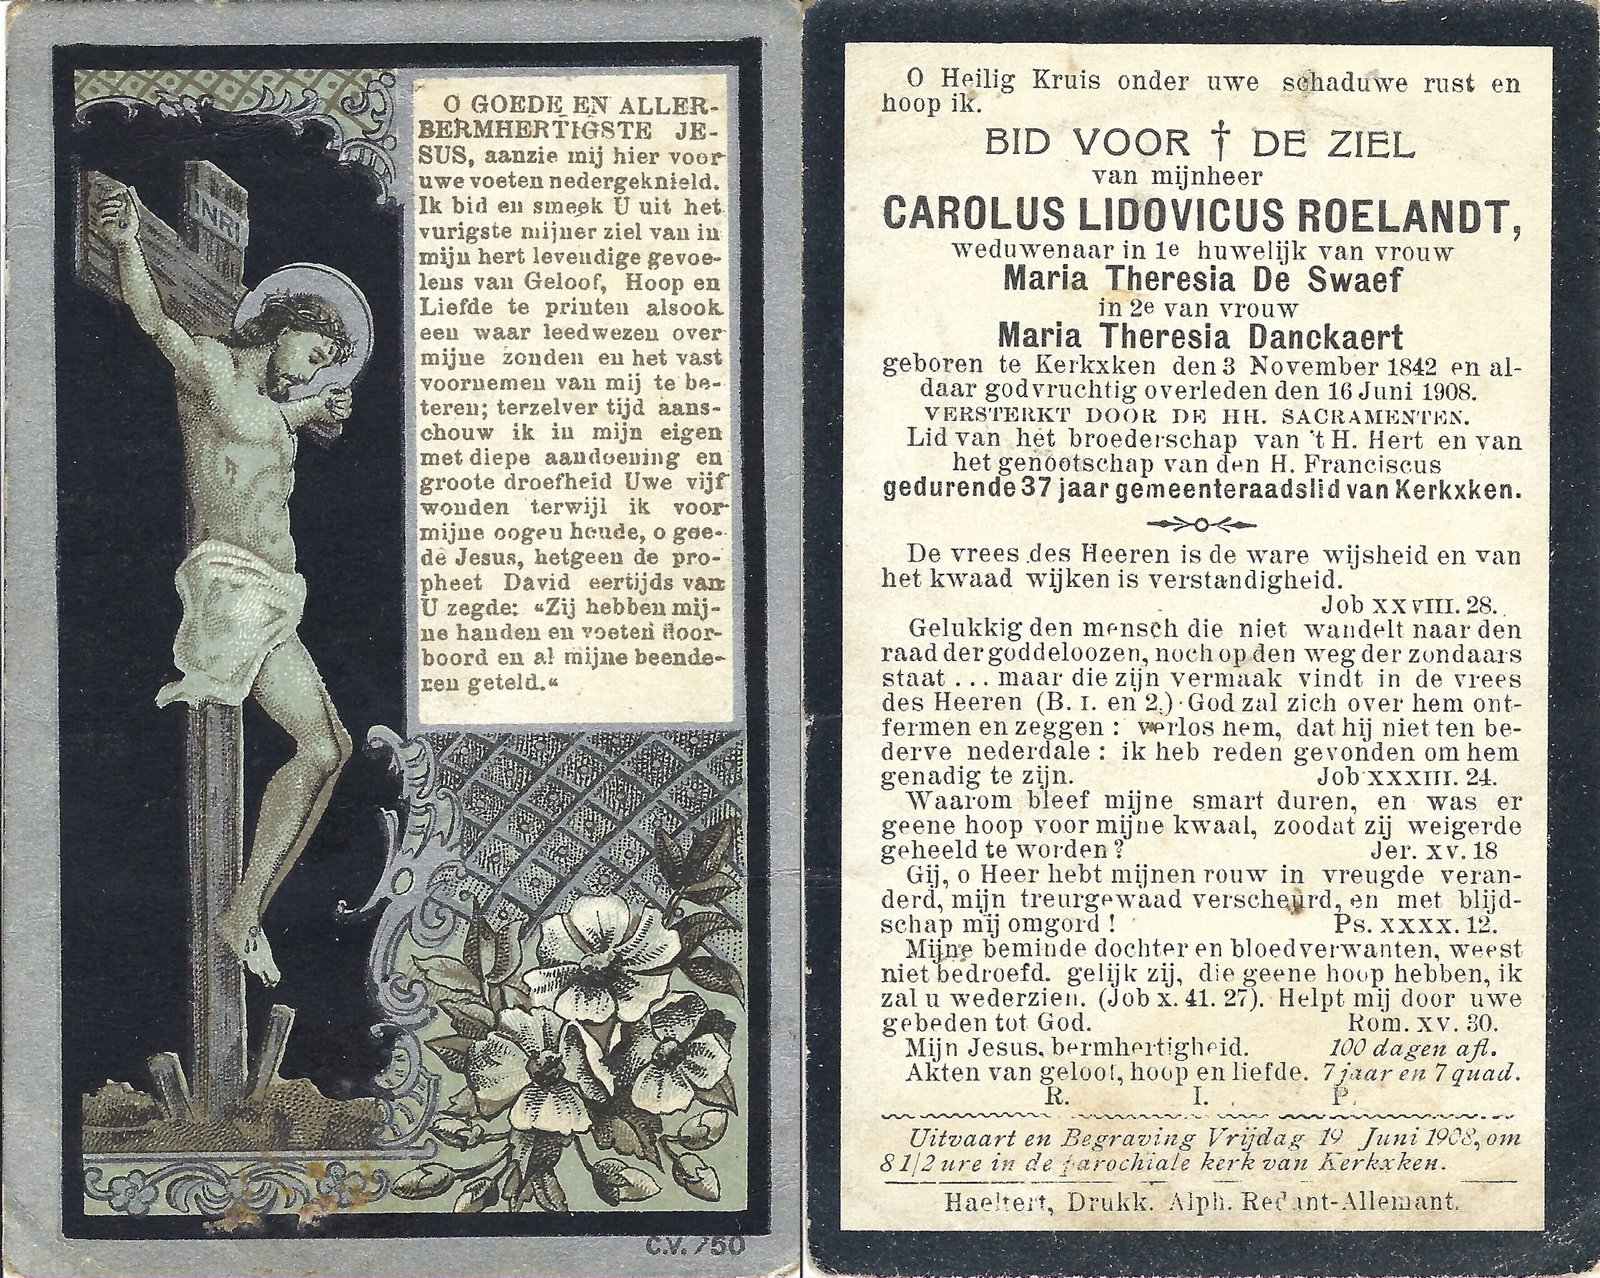 INRI
O GOEDE EN ALLER-
BERMHERTIGSTE JE-
SUS, aanzie mij hier voor
uwe voeten nedergeknield.
Ik bid en smeek U uit het
vurigste mijner ziel van in
mijn hert levendige gevoe-
lens van Geloof, Hoop en
Liefde te printen alsook
een waar leedwezen over
mijne zonden en het vast
voornemen van mij te be-
teren; terzelver tijd aans-
chouw ik in mijn eigen
met diepe aandoening en
groote droefheid Uwe vijf
wonden terwijl ik voor
mijne oogen houde, o goe-
de Jesus, hetgeen de pro-
pheet David eertijds van
U zegde: “Zij hebben mij-
ne handen en voeten door-
boord en al mijne beende-
ren geteld.“
C.V. 750
O Heilig Kruis onder uwe schaduwe rust en
hoop ik.
BID VOOR † DE ZIEL
van mijnheer
CAROLUS LIDOVICUS ROELANDT,
weduwenaar in 1e huwelijk van vrouw
Maria Theresia De Swaef
in 2e van vrouw
Maria Theresia Danckaert
geboren te Kerkxken den 3 November 1842 en al-
daar godvruchtig overleden den 16 Juni 1908.
VERSTERKT DOOR DE HH. SACRAMENTEN.
Lid van het broederschap van 't H. Hert en van
het genootschap van den H. Franciscus
gedurende 37 jaar gemeenteraadslid van Kerkxken.
De vrees des Heeren is de ware wijsheid en van
het kwaad wijken is verstandigheid.
Job XXVIII. 28.
Gelukkig den mensch die niet wandelt naar den
raad der goddeloozen, noch op den weg der zondaars
staat ... maar die zijn vermaak vindt in de vrees
des Heeren (B. I. en 2.) God zal zich over hem ont-
fermen en zeggen : verlos hem, dat hij niet ten be-
derve nederdale : ik heb reden gevonden om hem
genadig te zijn. Job XXXIII. 24.
Waarom bleef mijne smart duren, en was er
geene hoop voor mijne kwaal, zoodat zij weigerde
geheeld te worden? Jer. XV. 18
Gij, o Heer hebt mijnen rouw in vreugde veran-
derd, mijn treurgewaad verscheurd, en met blijd-
schap mij omgord ! Ps. XXXX. 12.
Mijne beminde dochter en bloedverwanten, weest
niet bedroefd. gelijk zij, die geene hoop hebben, ik
zal u wederzien. (Job X. 41. 27). Helpt mij door uwe
gebeden tot God. Rom. XV. 30.
Mijn Jesus, bermhertigheid. 100 dagen afl.
Akten van geloof, hoop en liefde. 7 jaar en 7 quad.
R. I. P.
Uitvaart en Begraving Vrijdag 19 Juni 1908, om
8 1/2 ure in de parochiale kerk van Kerkxken.
Haeltert, Drukk. Alph. Redant-Allemant.